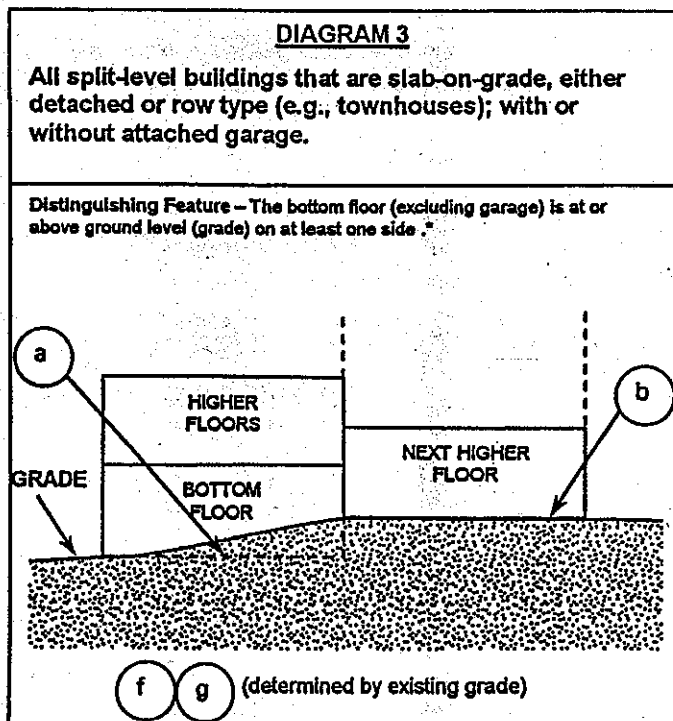 DIAGRAM 3
All split-level buildings that are slab-on-grade, either
detached or row type (e.g., townhouses); with or
without attached garage.
Distinguishing Feature – The bottom floor (excluding garage) is at or
above ground level (grade) on at least one side .*
a
b
HIGHER
FLOORS
NEXT HIGHER
FLOOR
GRADE
BOTTOM
FLOOR
f g (determined by existing grade)